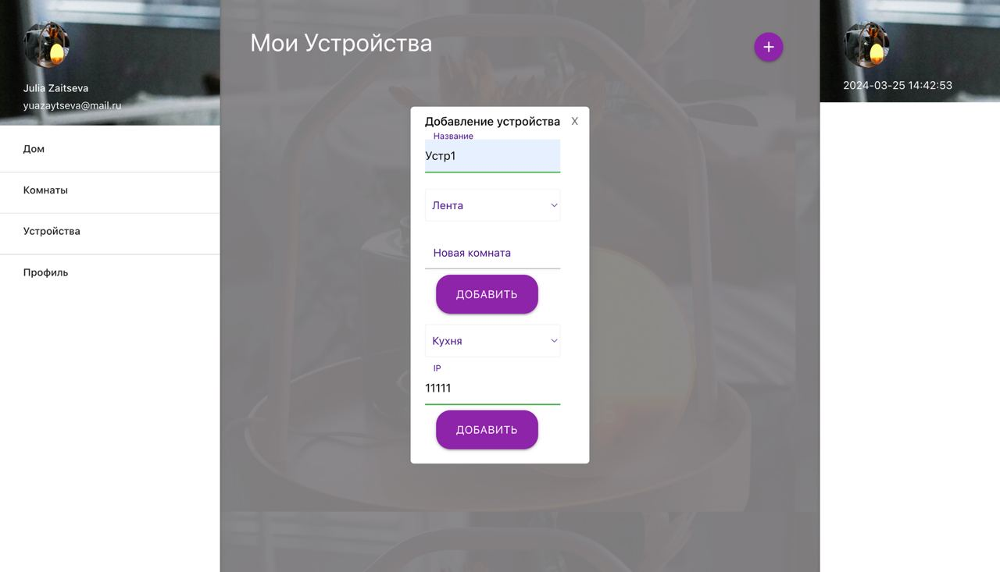 Julia Zaitseva
yuazaytseva@mail.ru
Дом
Комнаты
Устройства
Профиль
Мои Устройства
+
Добавление устройства X
Название
Устр1
Лента
Новая комната
ДОБАВИТЬ
Кухня
IP
11111
ДОБАВИТЬ
2024-03-25 14:42:53